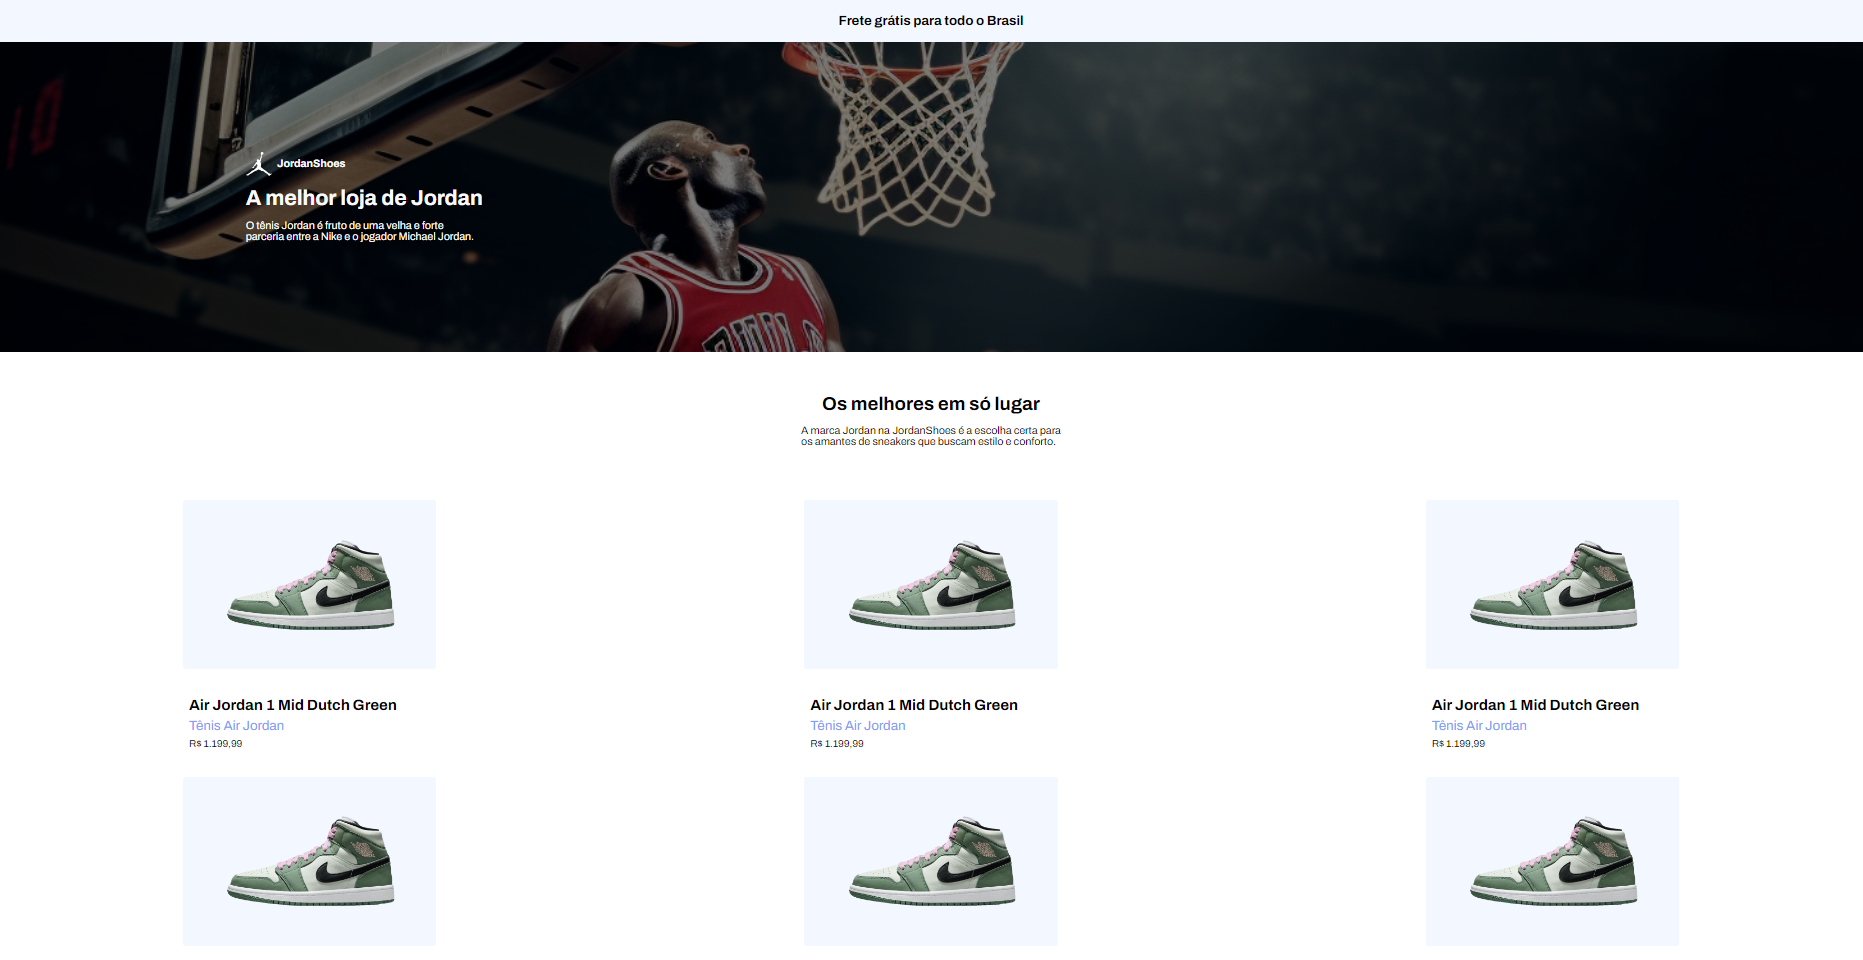 Frete grátis para todo o Brasil
JordanShoes
A melhor loja de Jordan
O tênis Jordan é fruto de uma velha e forte
parceria entre a Nike e o jogador Michael Jordan.
Os melhores em só lugar
A marca Jordan na JordanShoes é a escolha certa para
os amantes de sneakers que buscam estilo e conforto.
Air Jordan 1 Mid Dutch Green
Tênis Air Jordan
R$ 1.199,99
Air Jordan 1 Mid Dutch Green
Tênis Air Jordan
R$ 1.199,99
Air Jordan 1 Mid Dutch Green
Tênis Air Jordan
R$ 1.199,99